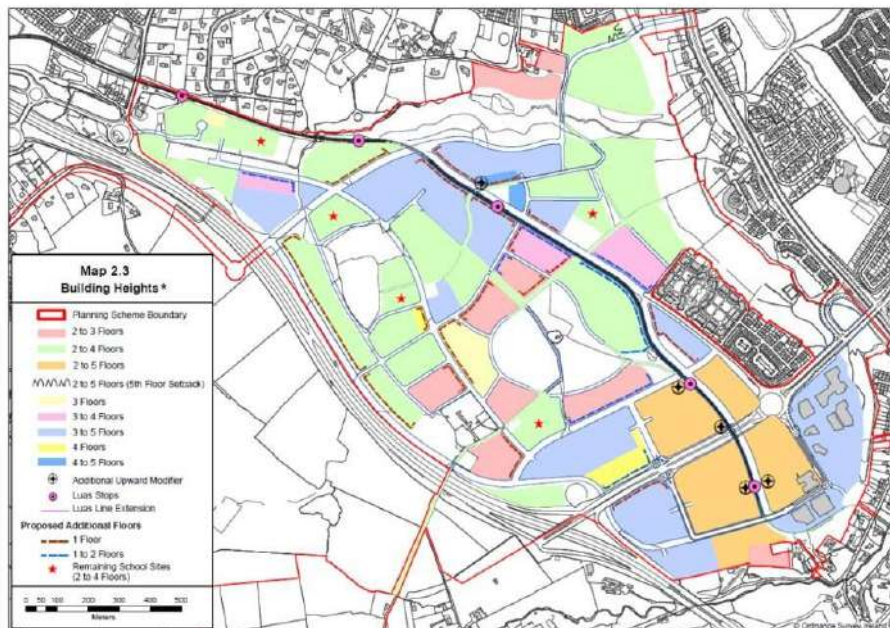 Map 2.3
Building Heights *
Planning Scheme Boundary
2 to 3 Floors
2 to 4 Floors
2 to 5 Floors
2 to 5 Floors (5th Floor Setback)
3 Floors
3 to 4 Floors
3 to 5 Floors
4 Floors
4 to 5 Floors
Additional Upward Modifier
Luas Stops
Luas Line Extension
Proposed Additional Floors
1 Floor
1 to 2 Floors
Remaining School Sites
(2 to 4 Floors)
0 50 100 200 300 400 500
Meters
© Ordnance Survey Ireland